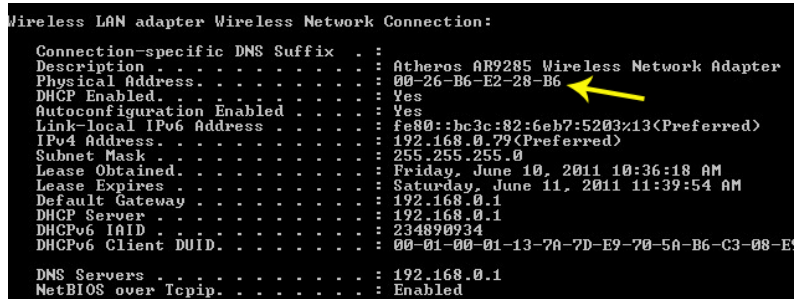 Wireless LAN adapter Wireless Network Connection:
Connection-specific DNS Suffix . :
Description . . . . . . . . . . . : Atheros AR9285 Wireless Network Adapter
Physical Address. . . . . . . . . : 00-26-B6-E2-28-B6
DHCP Enabled. . . . . . . . . . . : Yes
Autoconfiguration Enabled . . . . : Yes
Link-local IPv6 Address . . . . . : fe80::bc3c:82:6eb7:5203%13(Preferred)
IPv4 Address. . . . . . . . . . . : 192.168.0.79(Preferred)
Subnet Mask . . . . . . . . . . . : 255.255.255.0
Lease Obtained. . . . . . . . . . : Friday, June 10, 2011 10:36:18 AM
Lease Expires . . . . . . . . . . : Saturday, June 11, 2011 11:39:54 AM
Default Gateway . . . . . . . . . : 192.168.0.1
DHCP Server . . . . . . . . . . . : 192.168.0.1
DHCPv6 IAID . . . . . . . . . . . : 234890934
DHCPv6 Client DUID. . . . . . . . : 00-01-00-01-13-7A-7D-E9-70-5A-B6-C3-08-E9
DNS Servers . . . . . . . . . . . : 192.168.0.1
NetBIOS over Tcpip. . . . . . . . : Enabled